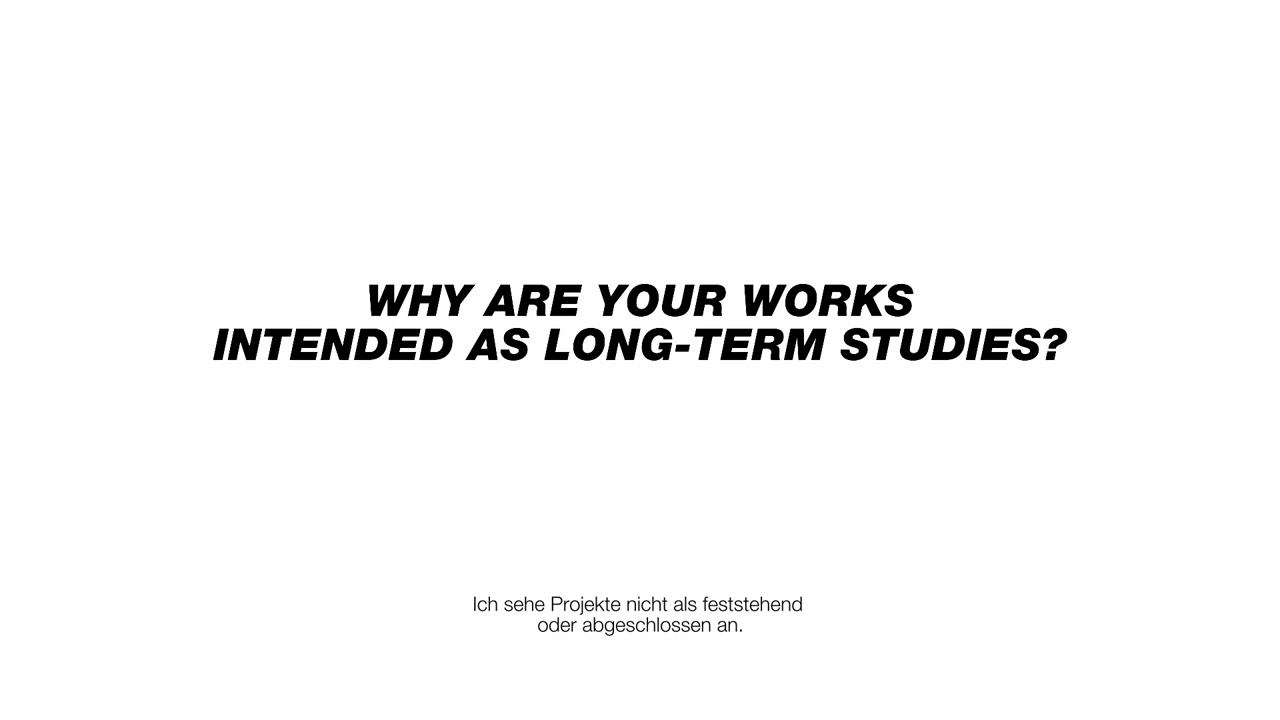 WHY ARE YOUR WORKS
INTENDED AS LONG-TERM STUDIES?
Ich sehe Projekte nicht als feststehend
oder abgeschlossen an.